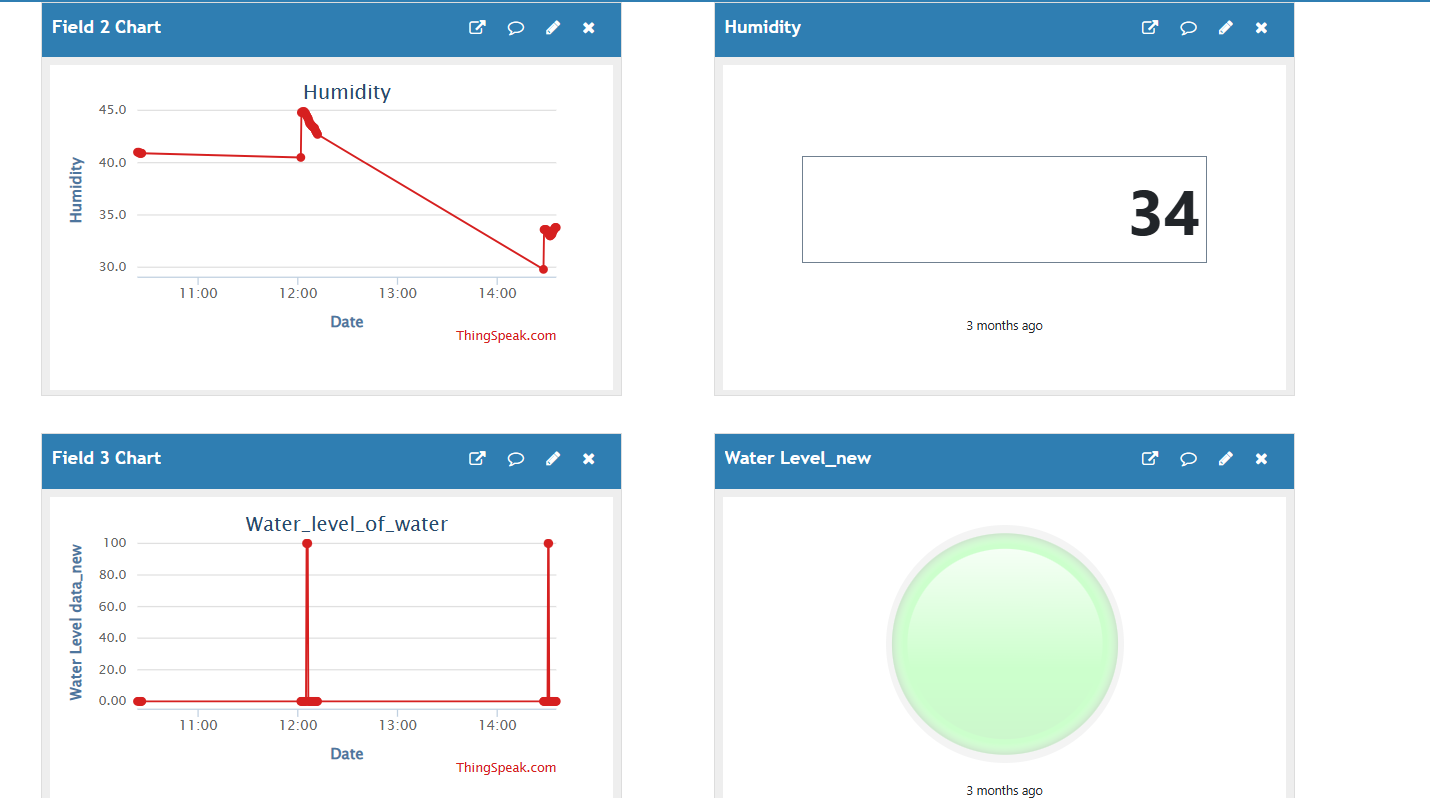 Field 2 Chart
Humidity
45.0
40.0
35.0
30.0
Humidity
11:00 12:00 13:00 14:00
Date
ThingSpeak.com
Humidity
34
3 months ago
Field 3 Chart
Water_level_of_water
100
80.0
60.0
40.0
20.0
0.00
Water Level data_new
11:00 12:00 13:00 14:00
Date
ThingSpeak.com
Water Level_new
3 months ago